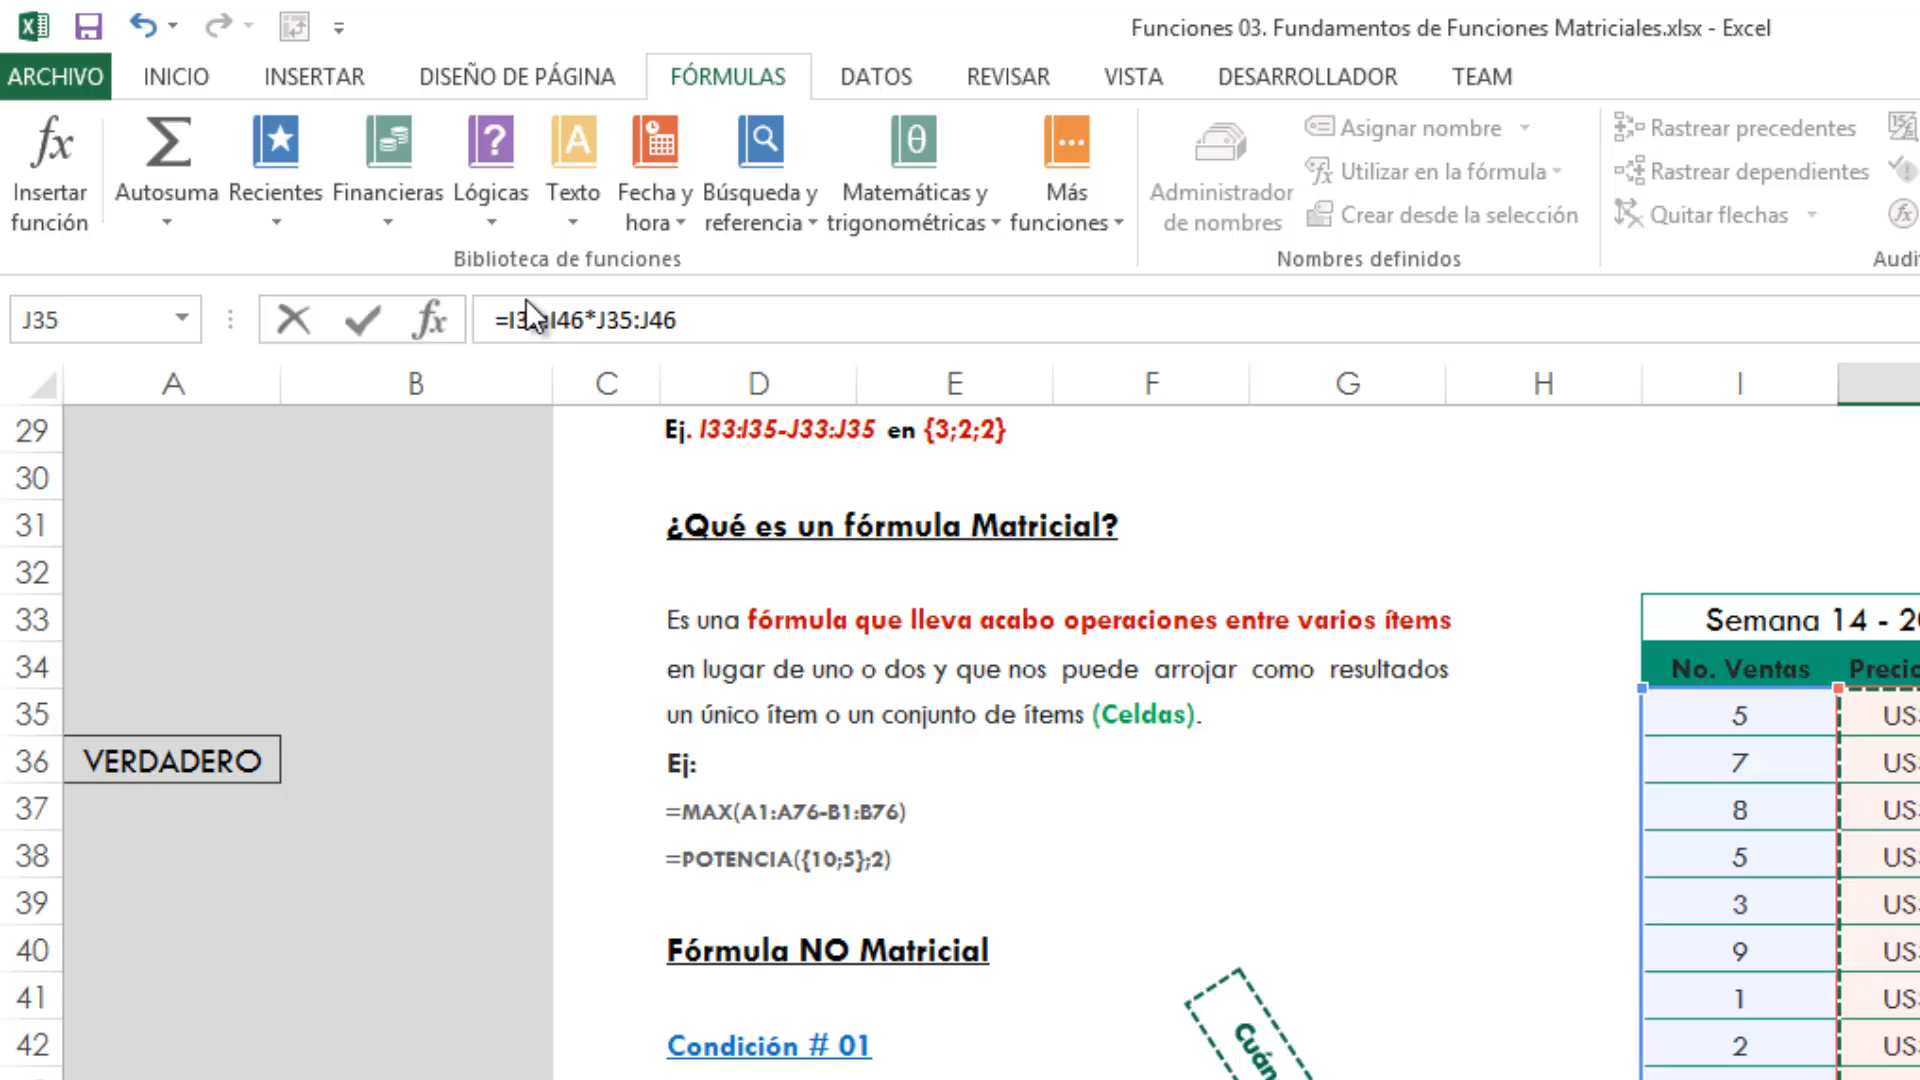 Funciones 03. Fundamentos de Funciones Matriciales.xlsx - Excel
ARCHIVO INICIO INSERTAR DISEÑO DE PÁGINA FÓRMULAS DATOS REVISAR VISTA DESARROLLADOR TEAM
Insertar función
Autosuma
Recientes
Financieras
Lógicas
Texto
Fecha y hora
Búsqueda y referencia
Matemáticas y trigonométricas
Más funciones
Biblioteca de funciones
Administrador de nombres
Asignar nombre
Utilizar en la fórmula
Crear desde la selección
Nombres definidos
Rastrear precedentes
Rastrear dependientes
Quitar flechas
J35
I46*J35:J46
A B C D E F G H I
29 Ej. I33:I35-J33:J35 en {3;2;2}
30
31 ¿Qué es un fórmula Matricial?
32
33 Es una fórmula que lleva acabo operaciones entre varios ítems Semana 14 -
34 en lugar de uno o dos y que nos puede arrojar como resultados No. Ventas
35 un único ítem o un conjunto de ítems (Celdas). 5
36 VERDADERO Ej: 7
37 =MAX(A1:A76-B1:B76) 8
38 =POTENCIA({10;5};2) 5
39 3
40 Fórmula NO Matricial 9
41 1
42 Condición # 01 2